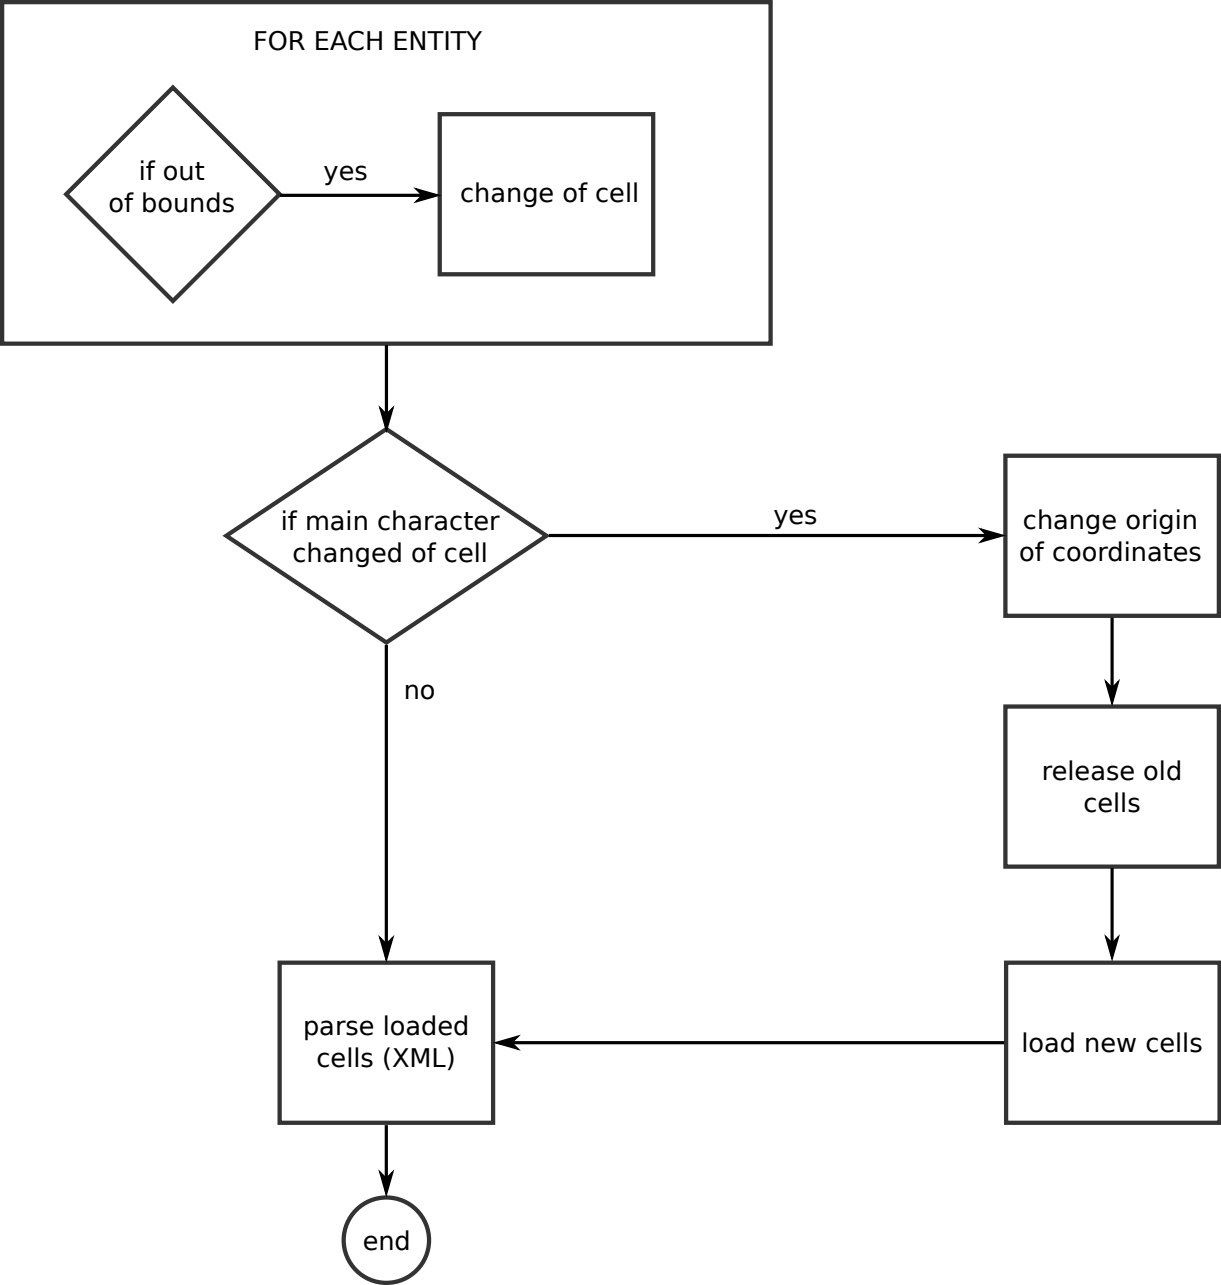 FOR EACH ENTITY
if out
of bounds
yes
change of cell
if main character
changed of cell
yes
change origin
of coordinates
no
release old
cells
parse loaded
cells (XML)
load new cells
end